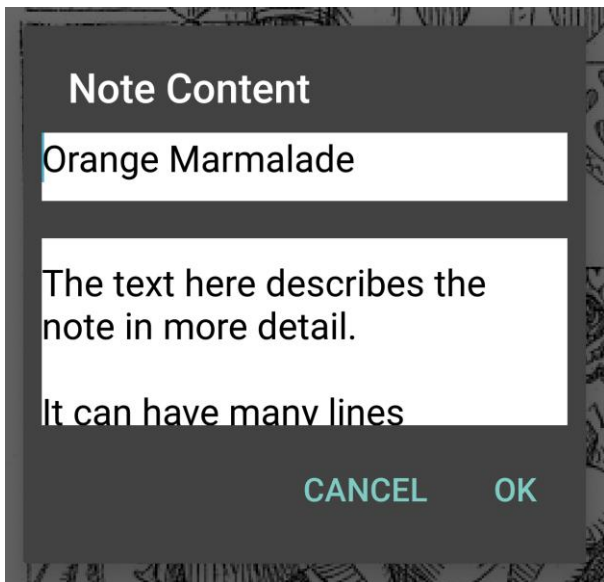 Note Content
Orange Marmalade
The text here describes the
note in more detail.
It can have many lines
CANCEL OK